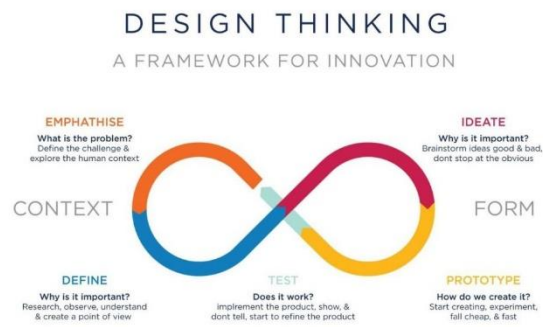 DESIGN THINKING
A FRAMEWORK FOR INNOVATION
EMPHATHISE
What is the problem?
Define the challenge &
explore the human context
IDEATE
Why is it important?
Brainstorm ideas good & bad,
dont stop at the obvious
CONTEXT
FORM
DEFINE
Why is it important?
Research, observe, understand
& create a point of view
TEST
Does it work?
implrement the product, show, &
dont tell, start to refine the product
PROTOTYPE
How do we create it?
Start creating, experiment,
fall cheap, & fast